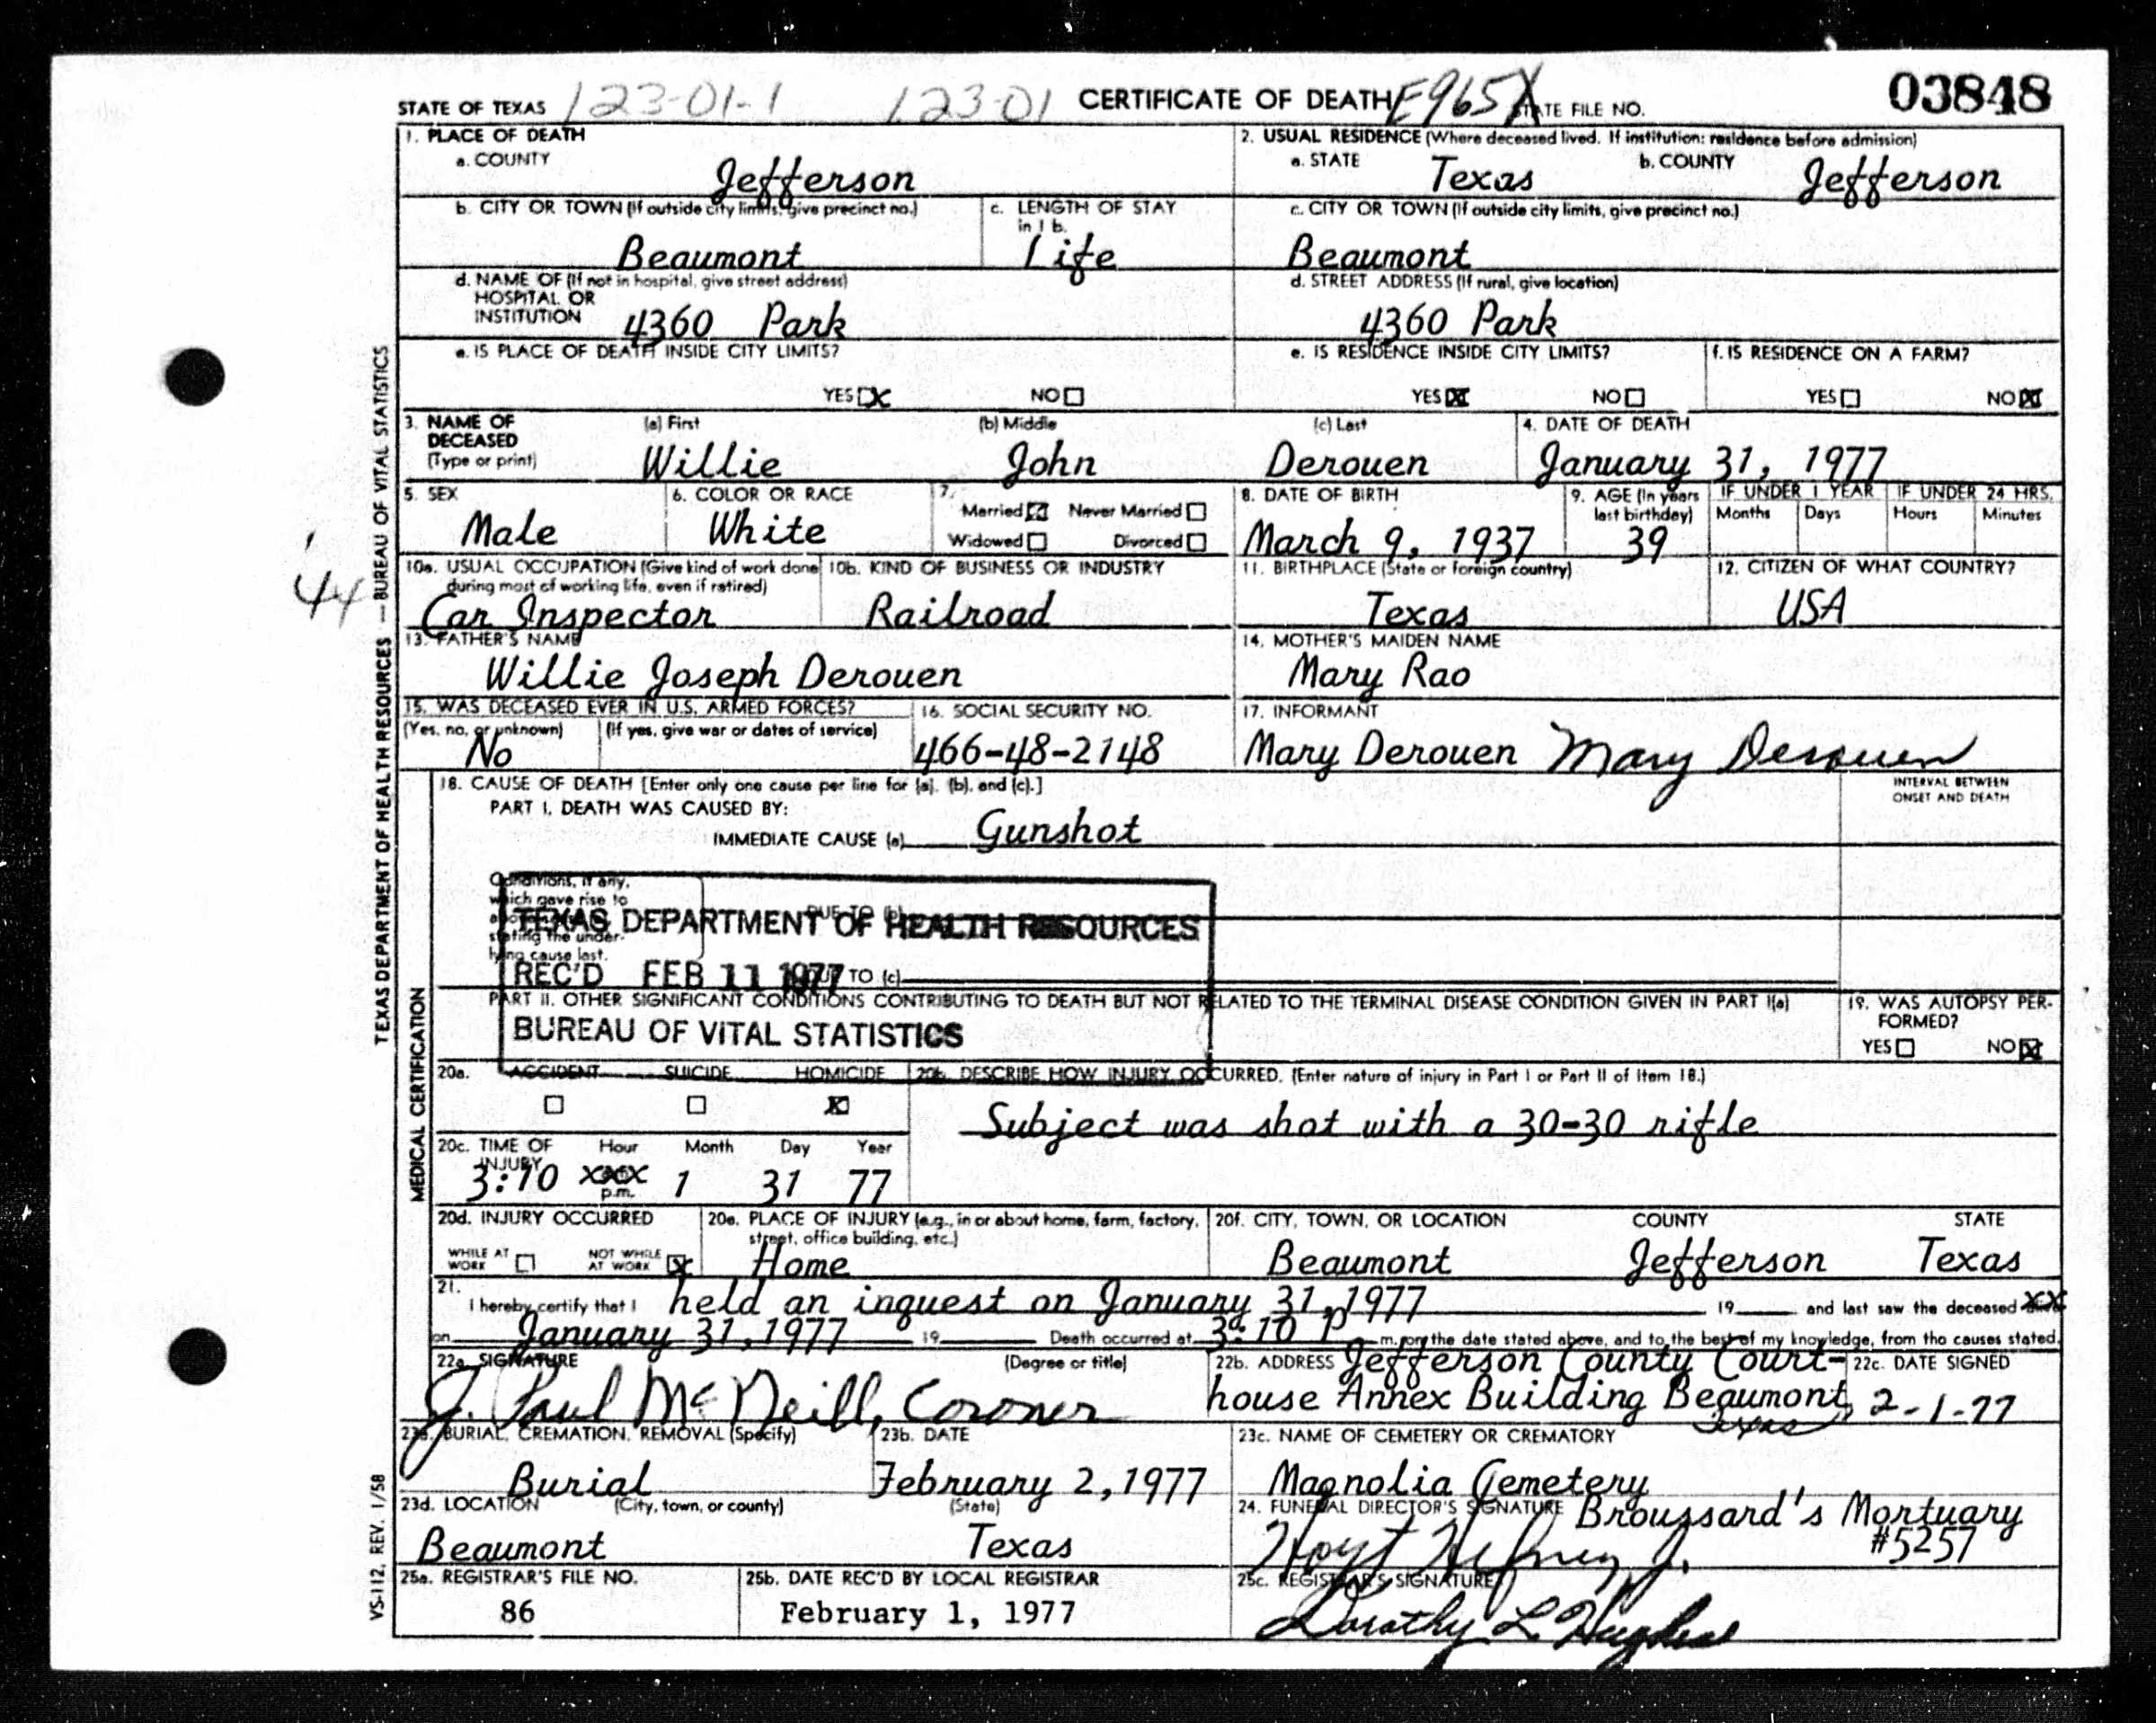 STATE OF TEXAS 123-01-1 123-01 CERTIFICATE OF DEATH E965X STATE FILE NO. 03848
1. PLACE OF DEATH
a. COUNTY
Jefferson
2. USUAL RESIDENCE (Where deceased lived. If institution: residence before admission)
a. STATE Texas b. COUNTY Jefferson
b. CITY OR TOWN (If outside city limits, give precinct no.)
Beaumont
c. LENGTH OF STAY
in 1 b.
Life
c. CITY OR TOWN (If outside city limits, give precinct no.)
Beaumont
d. NAME OF (If not in hospital, give street address)
HOSPITAL OR
INSTITUTION 4360 Park
d. STREET ADDRESS (If rural, give location)
4360 Park
e. IS PLACE OF DEATH INSIDE CITY LIMITS?
YES X NO
e. IS RESIDENCE INSIDE CITY LIMITS?
YES X NO
f. IS RESIDENCE ON A FARM?
YES NO X
3. NAME OF
DECEASED
(Type or print)
(a) First (b) Middle (c) Last
Willie John Derouen
4. DATE OF DEATH
January 31, 1977
5. SEX
Male
6. COLOR OR RACE
White
7.
Married X Never Married
Widowed Divorced
8. DATE OF BIRTH
March 9, 1937
9. AGE (In years
last birthday)
39
IF UNDER 1 YEAR IF UNDER 24 HRS.
Months Days Hours Minutes
10a. USUAL OCCUPATION (Give kind of work done
during most of working life, even if retired)
Car Inspector
10b. KIND OF BUSINESS OR INDUSTRY
Railroad
11. BIRTHPLACE (State or foreign country)
Texas
12. CITIZEN OF WHAT COUNTRY?
USA
13. FATHER'S NAME
Willie Joseph Derouen
14. MOTHER'S MAIDEN NAME
Mary Rao
15. WAS DECEASED EVER IN U.S. ARMED FORCES?
(Yes, no, or unknown) (If yes, give war or dates of service)
No
16. SOCIAL SECURITY NO.
466-48-2148
17. INFORMANT
Mary Derouen Mary Derouen
18. CAUSE OF DEATH [Enter only one cause per line for (a), (b), and (c).]
PART I. DEATH WAS CAUSED BY:
IMMEDIATE CAUSE (a) Gunshot
INTERVAL BETWEEN
ONSET AND DEATH
Conditions, if any,
which gave rise to
stating the under-
lying cause last.
DUE TO (b)
DUE TO (c)
TEXAS DEPARTMENT OF HEALTH RESOURCES
REC'D FEB 11 1977
BUREAU OF VITAL STATISTICS
PART II. OTHER SIGNIFICANT CONDITIONS CONTRIBUTING TO DEATH BUT NOT RELATED TO THE TERMINAL DISEASE CONDITION GIVEN IN PART I(a)
19. WAS AUTOPSY PER-
FORMED?
YES NO X
20a. ACCIDENT SUICIDE HOMICIDE
X
20b. DESCRIBE HOW INJURY OCCURRED. (Enter nature of injury in Part I or Part II of Item 18.)
Subject was shot with a 30-30 rifle
20c. TIME OF
INJURY
Hour Month Day Year
3:10 xxx p.m. 1 31 77
20d. INJURY OCCURRED
WHILE AT
WORK
NOT WHILE
AT WORK X
20e. PLACE OF INJURY (e.g., in or about home, farm, factory,
street, office building, etc.)
Home
20f. CITY, TOWN, OR LOCATION COUNTY STATE
Beaumont Jefferson Texas
21.
I hereby certify that I held an inquest on January 31, 1977 19 and last saw the deceased xx
on January 31, 1977 19 Death occurred at 3:10 P m. on the date stated above, and to the best of my knowledge, from the causes stated.
22a. SIGNATURE (Degree or title)
J. Paul McNeill, Coroner
22b. ADDRESS Jefferson County Court-
house Annex Building Beaumont,
Texas
22c. DATE SIGNED
2-1-77
23a. BURIAL, CREMATION, REMOVAL (Specify)
Burial
23b. DATE
February 2, 1977
23c. NAME OF CEMETERY OR CREMATORY
Magnolia Cemetery
23d. LOCATION (City, town, or county) (State)
Beaumont Texas
24. FUNERAL DIRECTOR'S SIGNATURE Broussard's Mortuary
#5257
25a. REGISTRAR'S FILE NO.
86
25b. DATE REC'D BY LOCAL REGISTRAR
February 1, 1977
25c. REGISTRAR'S SIGNATURE
Dorothy L. Hughes
TEXAS DEPARTMENT OF HEALTH RESOURCES — BUREAU OF VITAL STATISTICS
MEDICAL CERTIFICATION
VS-112, REV. 1/58
44